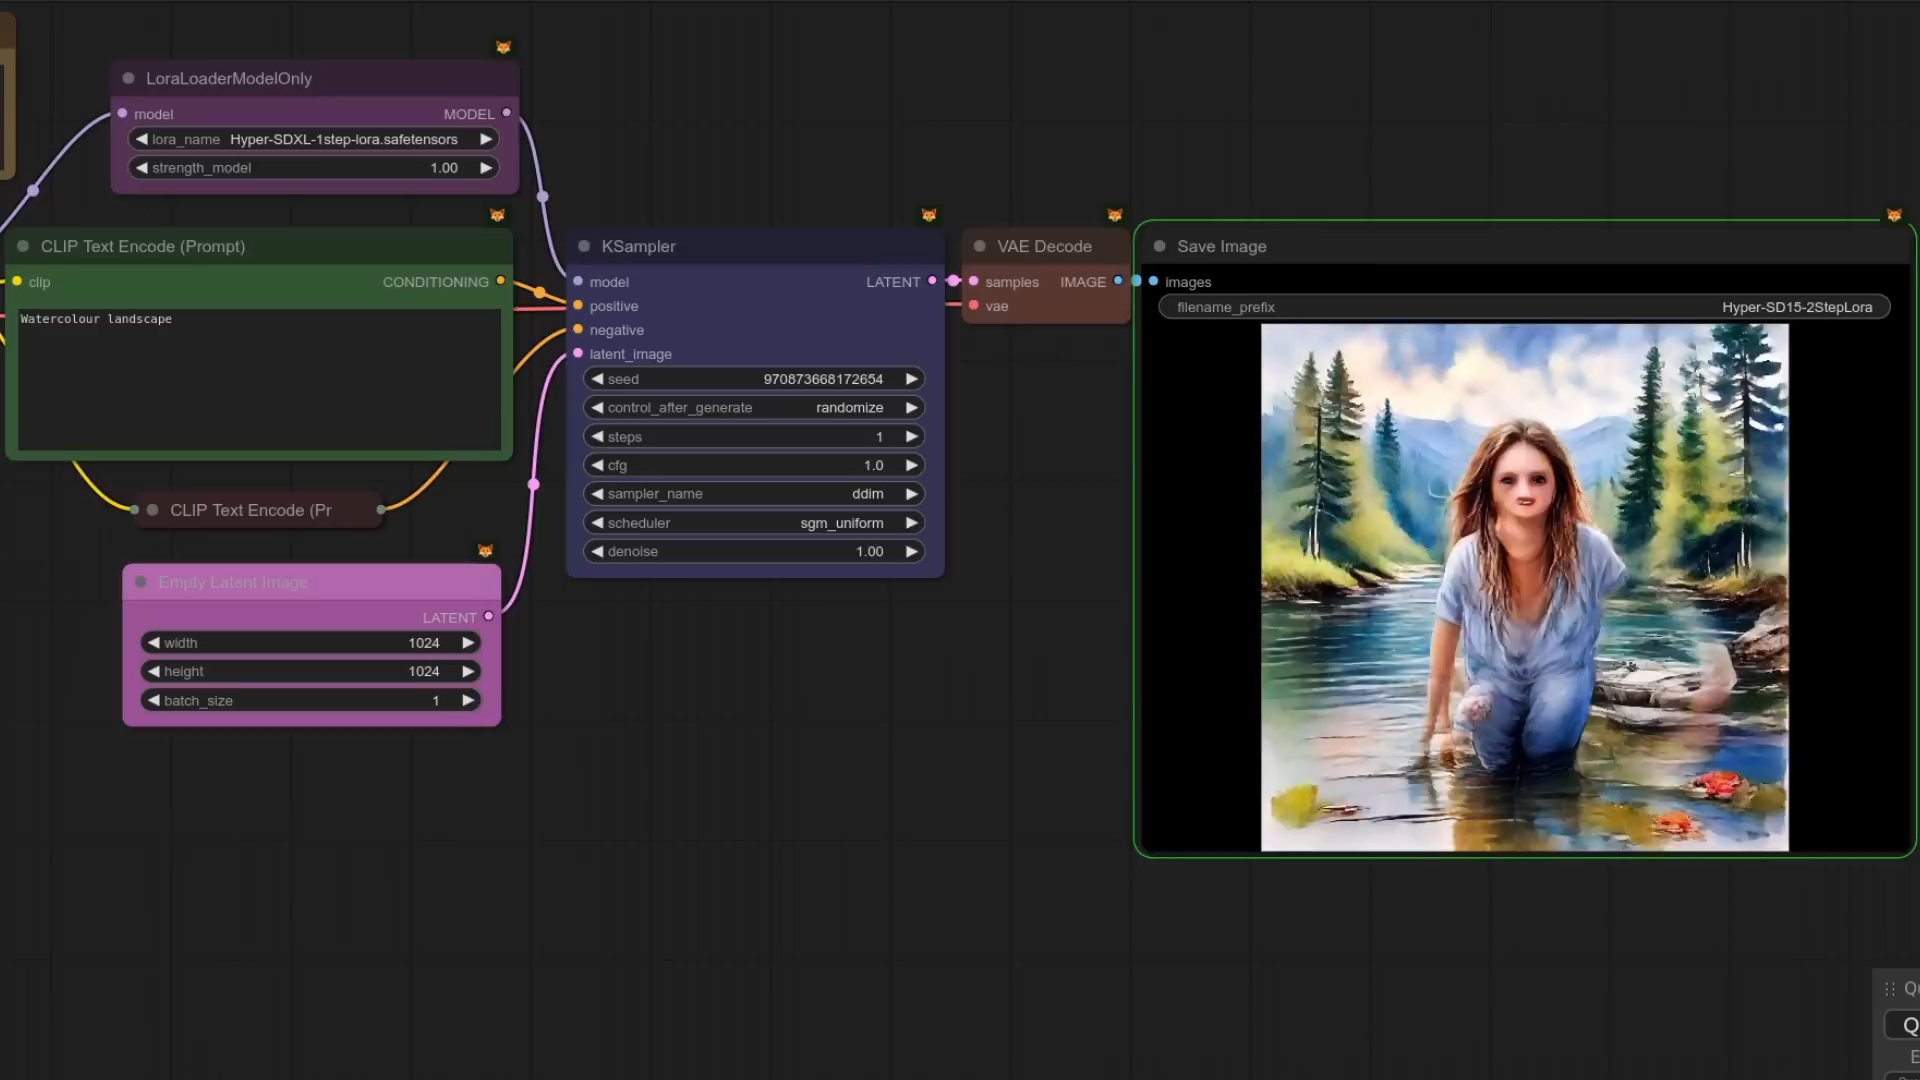 LoraLoaderModelOnly
model MODEL
lora_name Hyper-SDXL-1step-lora.safetensors
strength_model 1.00
CLIP Text Encode (Prompt)
clip CONDITIONING
Watercolour landscape
CLIP Text Encode (Pr
Empty Latent Image
LATENT
width 1024
height 1024
batch_size 1
KSampler
model LATENT
positive
negative
latent_image
seed 970873668172654
control_after_generate randomize
steps 1
cfg 1.0
sampler_name ddim
scheduler sgm_uniform
denoise 1.00
VAE Decode
samples IMAGE
vae
Save Image
images
filename_prefix Hyper-SD15-2StepLora